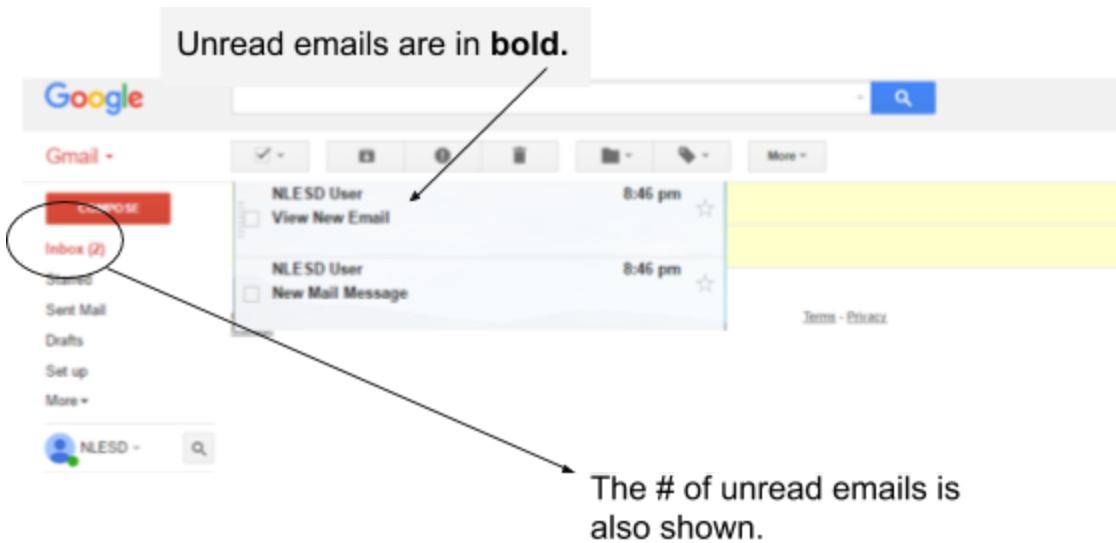 Unread emails are in bold.
Google
Gmail
More
COMPOSE
NLESD User 8:46 pm
View New Email
Inbox (2)
Starred
NLESD User 8:46 pm
New Mail Message
Sent Mail
Terms - Privacy
Drafts
Set up
More
NLESD
The # of unread emails is
also shown.